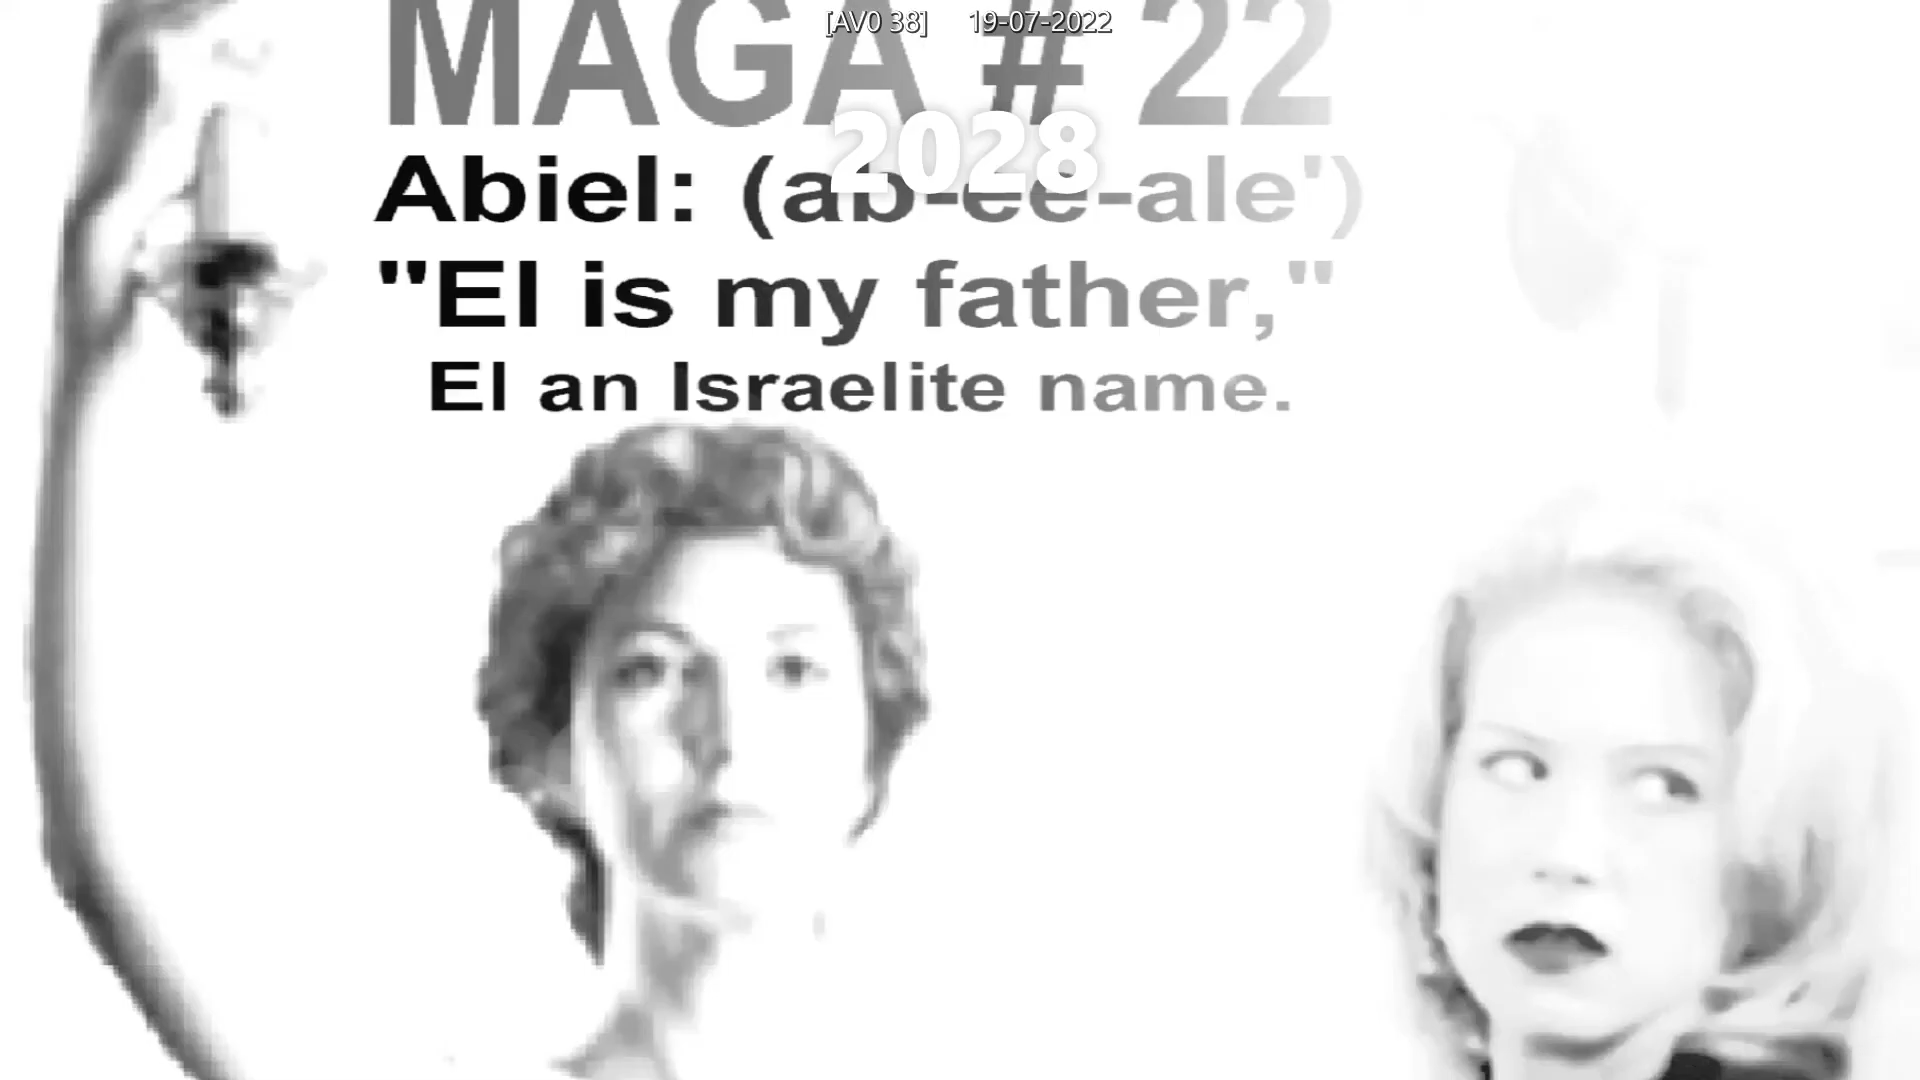 [AV0 38] 19-07-2022
MAGA # 22
2028
Abiel: (ab-ee-ale')
"El is my father,"
El an Israelite name.